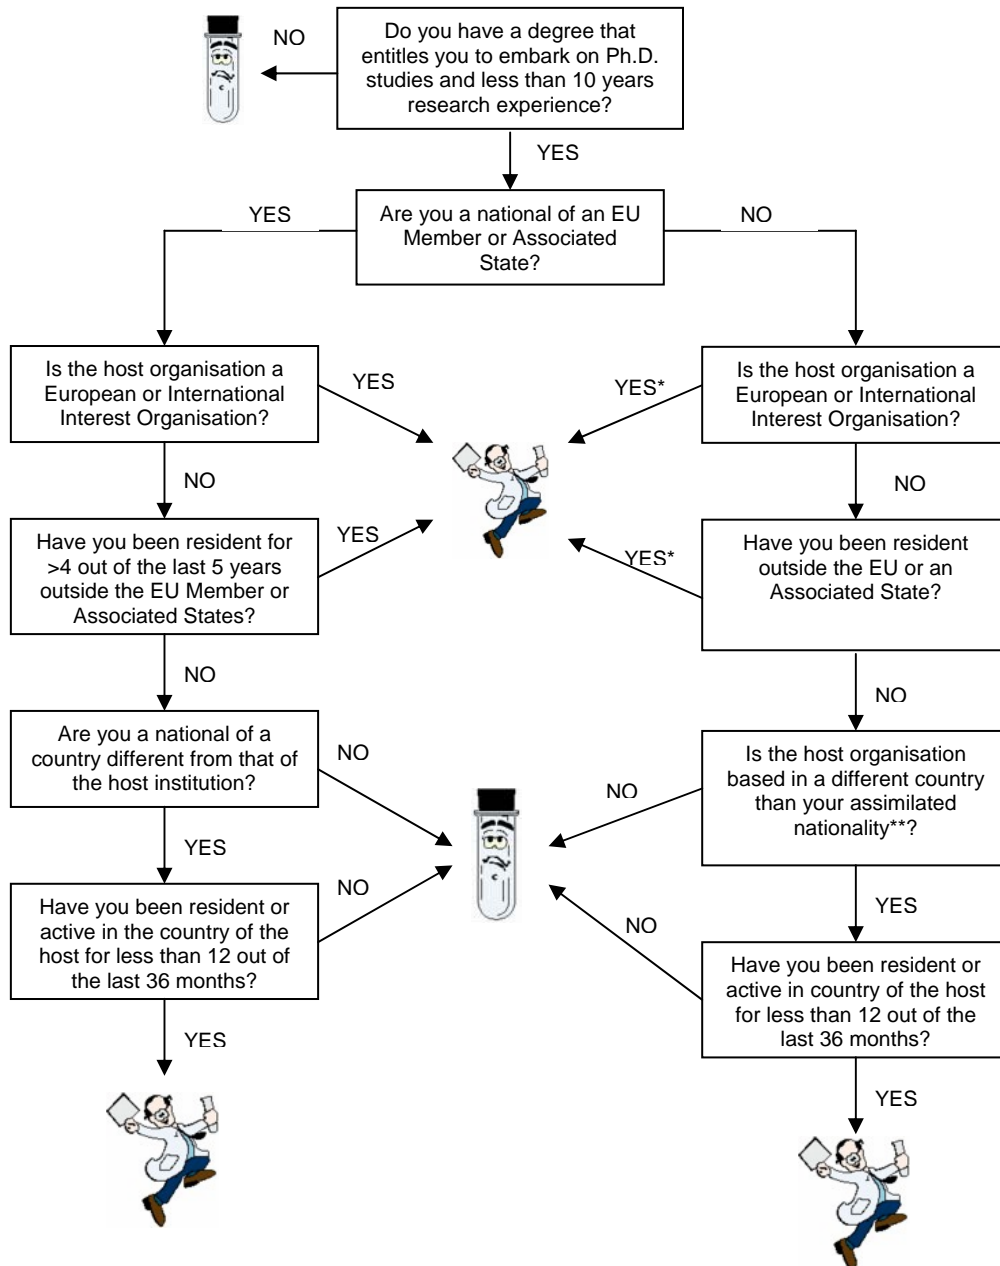 NO
Do you have a degree that
entitles you to embark on Ph.D.
studies and less than 10 years
research experience?
YES
YES
Are you a national of an EU
Member or Associated
State?
NO
Is the host organisation a
European or International
Interest Organisation?
YES
YES*
Is the host organisation a
European or International
Interest Organisation?
NO
NO
Have you been resident for
>4 out of the last 5 years
outside the EU Member or
Associated States?
YES
YES*
Have you been resident
outside the EU or an
Associated State?
NO
NO
Are you a national of a
country different from that of
the host institution?
NO
NO
Is the host organisation
based in a different country
than your assimilated
nationality**?
YES
YES
Have you been resident or
active in the country of the
host for less than 12 out of
the last 36 months?
NO
NO
Have you been resident or
active in country of the host
for less than 12 out of the
last 36 months?
YES
YES